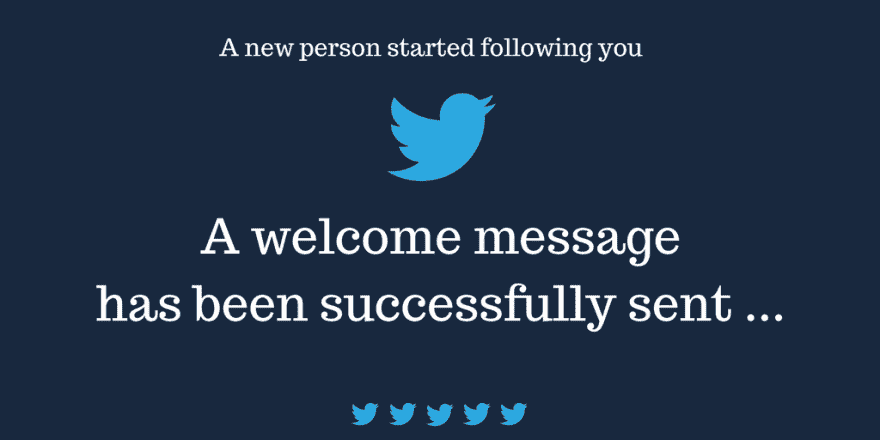 A new person started following you
A welcome message
has been successfully sent ...